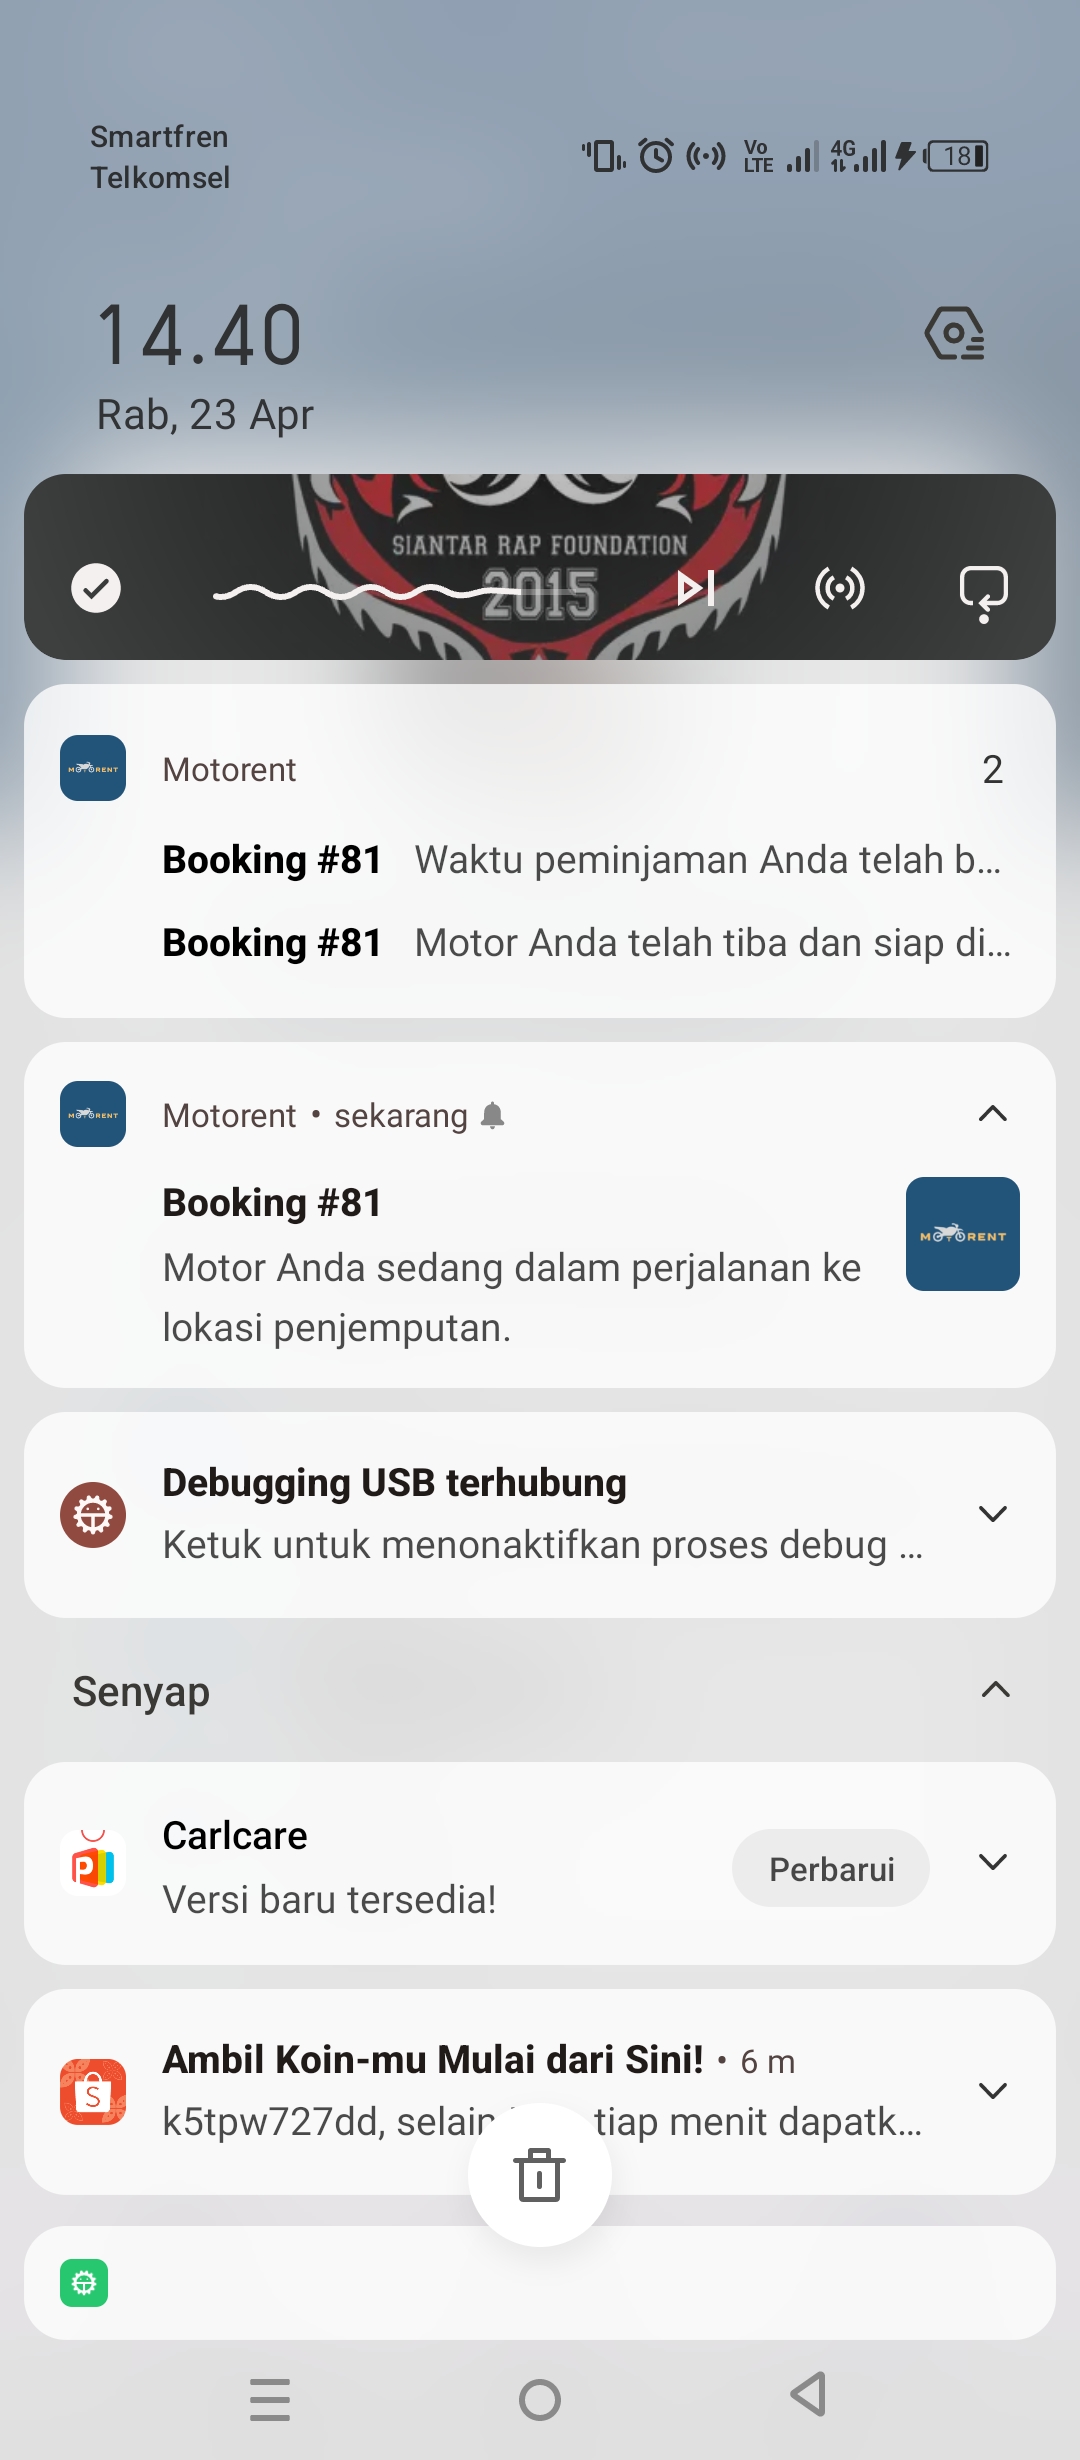 Smartfren
Telkomsel
Vo
LTE
4G
18
14.40
Rab, 23 Apr
SIANTAR RAP FOUNDATION
2015
MOTORENT
Motorent
2
Booking #81 Waktu peminjaman Anda telah b...
Booking #81 Motor Anda telah tiba dan siap di...
MOTORENT
Motorent • sekarang
Booking #81
MOTORENT
Motor Anda sedang dalam perjalanan ke
lokasi penjemputan.
Debugging USB terhubung
Ketuk untuk menonaktifkan proses debug ...
Senyap
Carlcare
Perbarui
Versi baru tersedia!
Ambil Koin-mu Mulai dari Sini! • 6 m
k5tpw727dd, selain tiap menit dapatk...